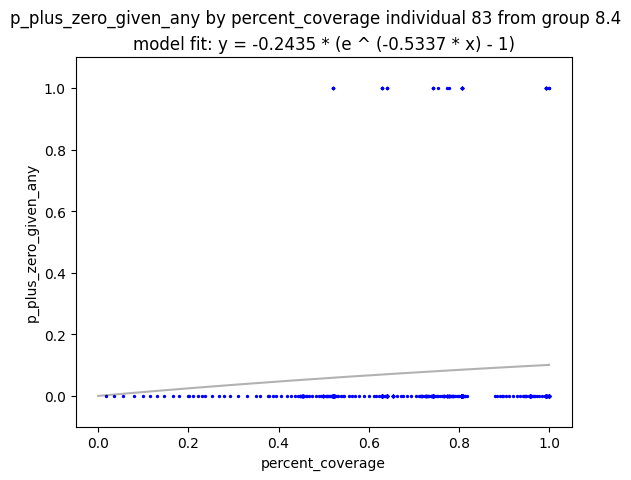 p_plus_zero_given_any by percent_coverage individual 83 from group 8.4
model fit: y = -0.2435 * (e ^ (-0.5337 * x) - 1)
1.0
0.8
0.6
0.4
0.2
0.0
p_plus_zero_given_any
0.0 0.2 0.4 0.6 0.8 1.0
percent_coverage